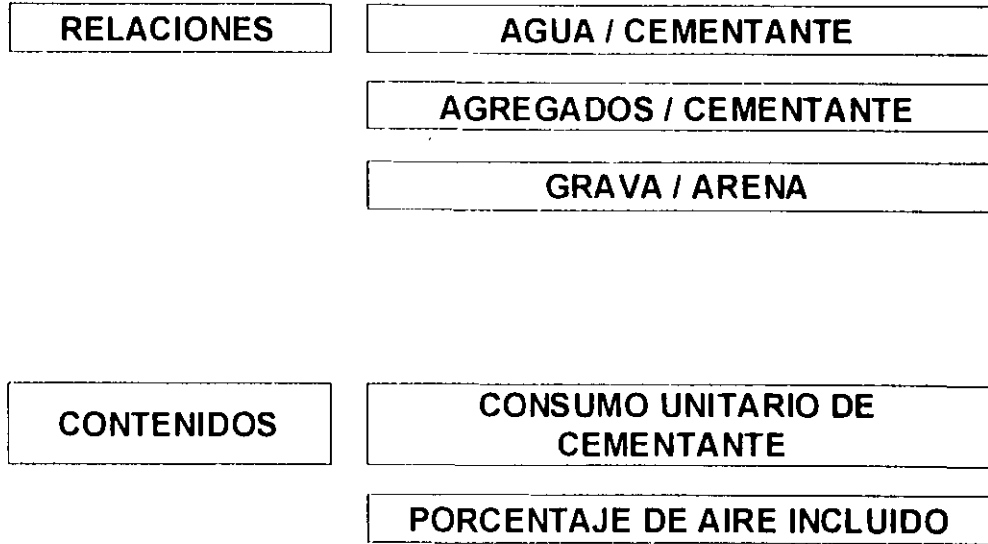 RELACIONES
AGUA / CEMENTANTE
AGREGADOS / CEMENTANTE
GRAVA / ARENA
CONTENIDOS
CONSUMO UNITARIO DE
CEMENTANTE
PORCENTAJE DE AIRE INCLUIDO